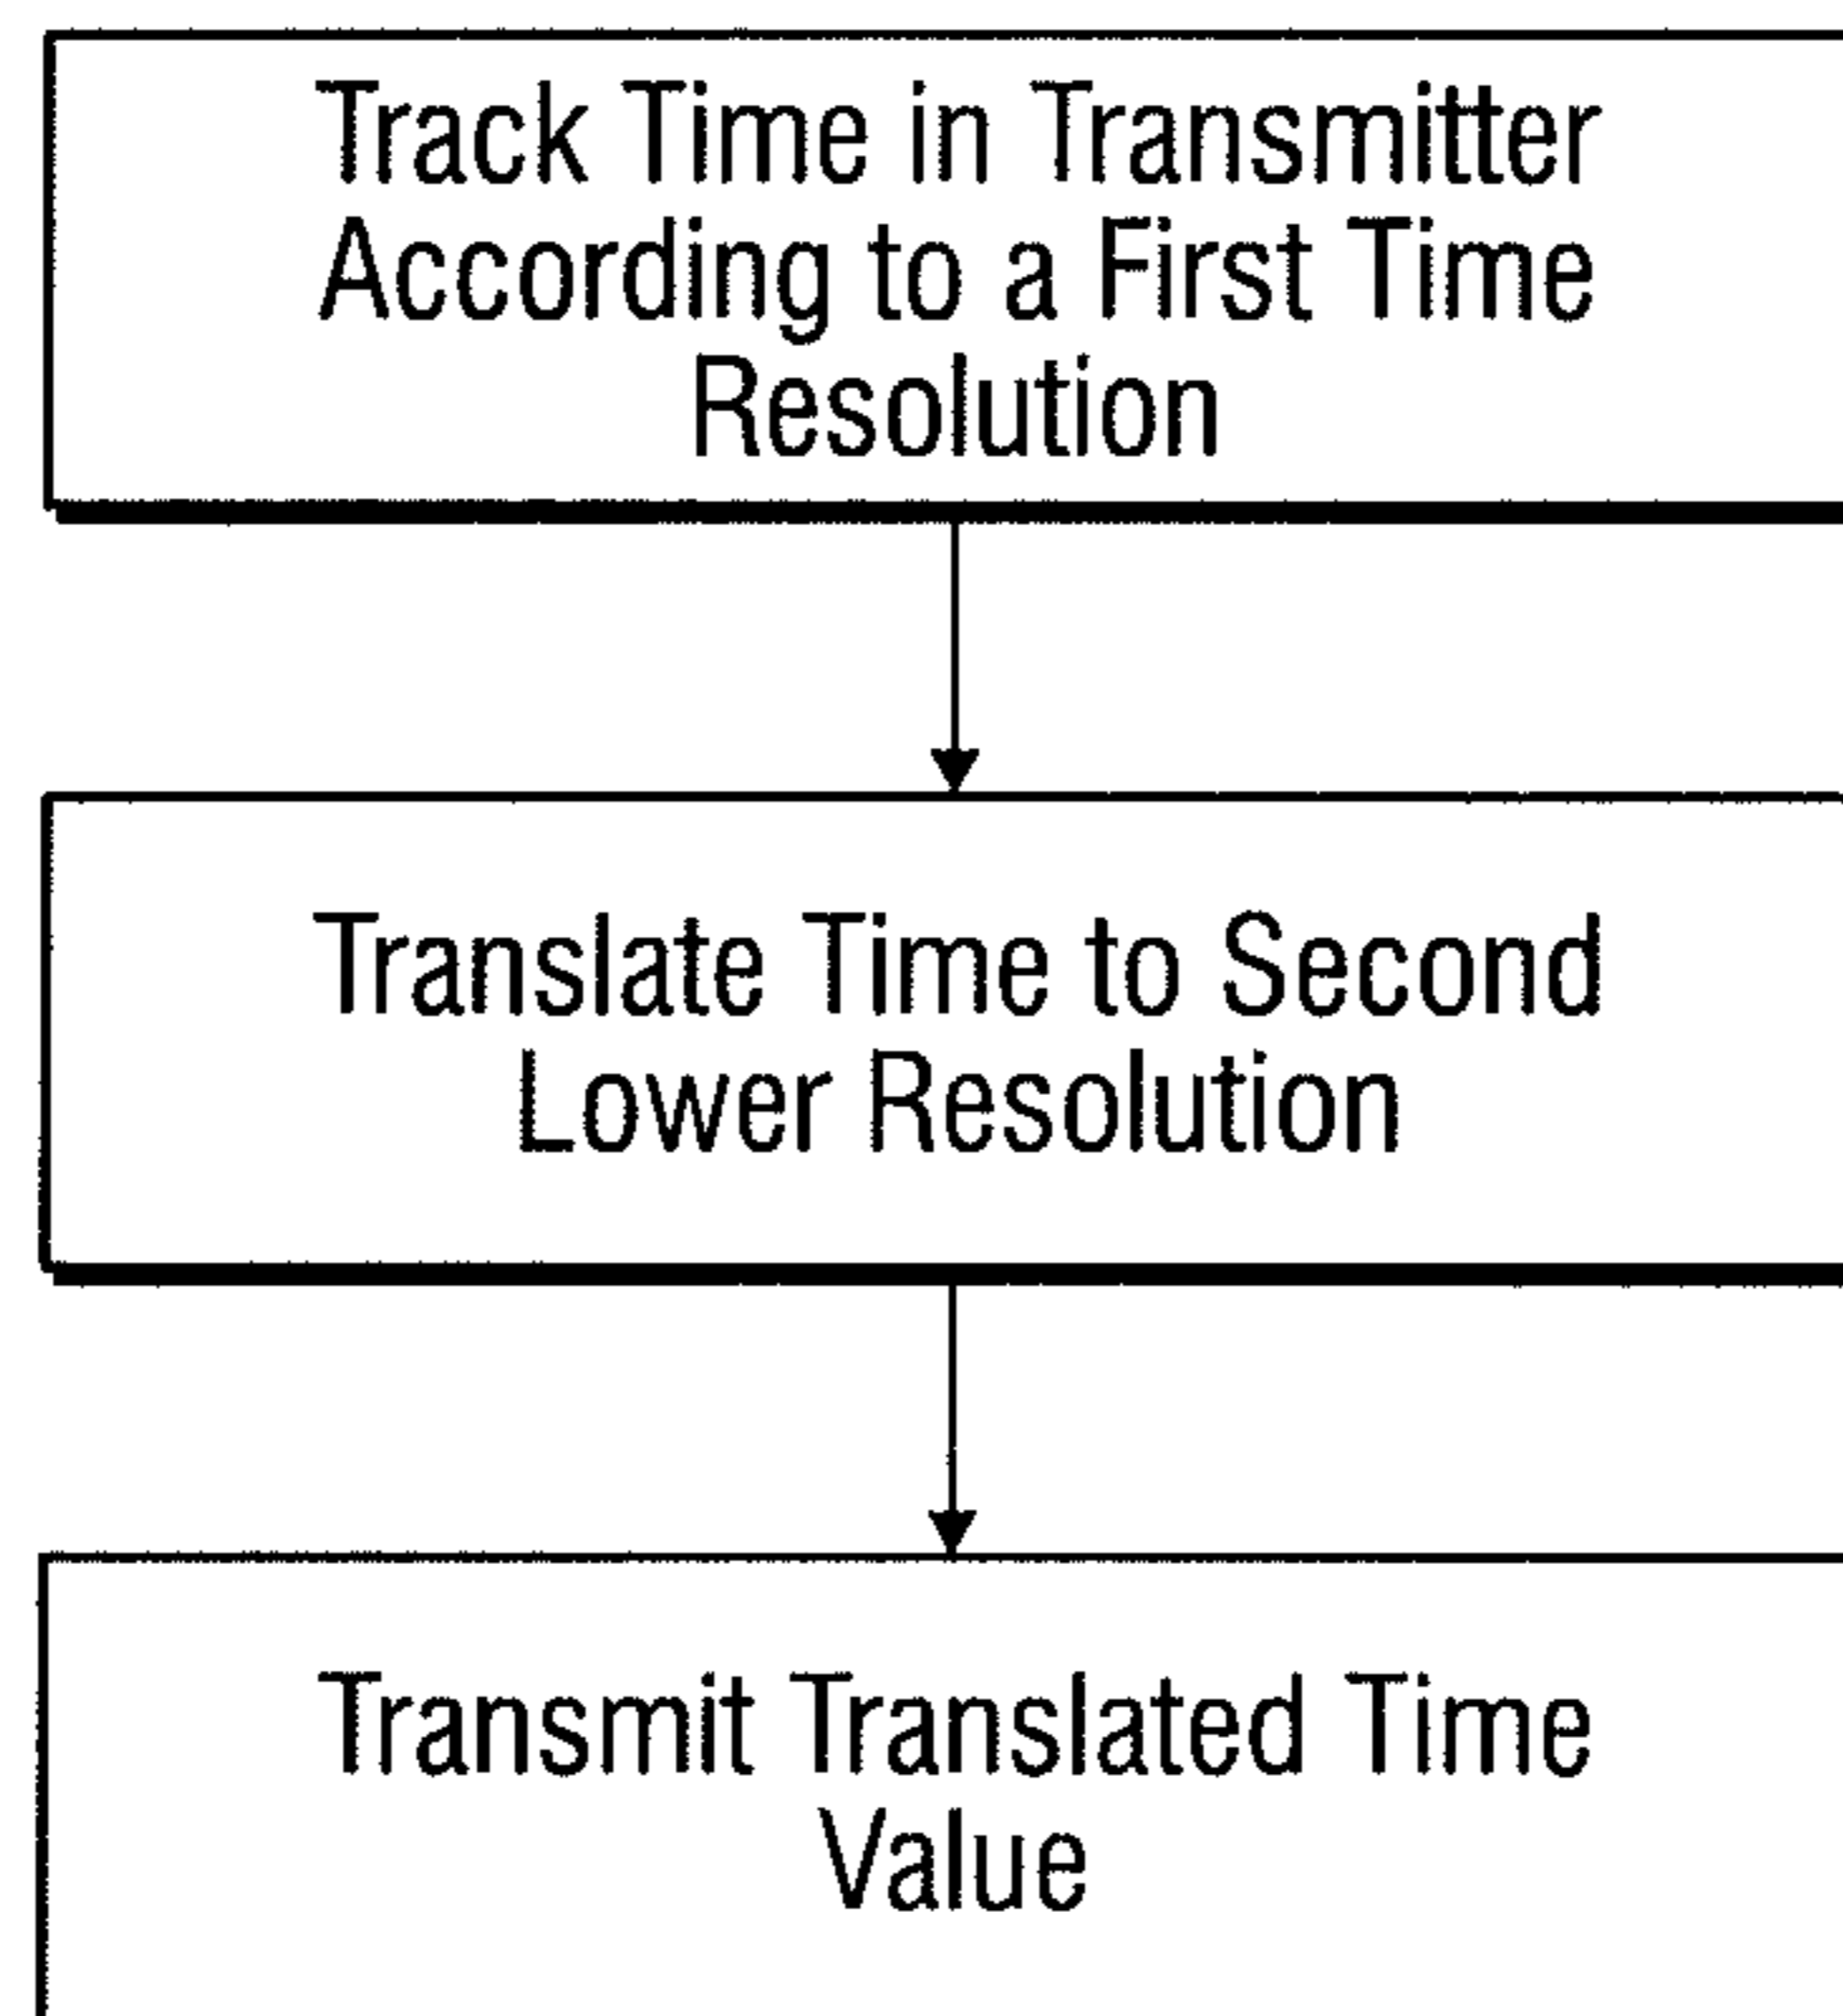 Track Time in Transmitter
According to a First Time
Resolution
Translate Time to Second
Lower Resolution
Transmit Translated Time
Value